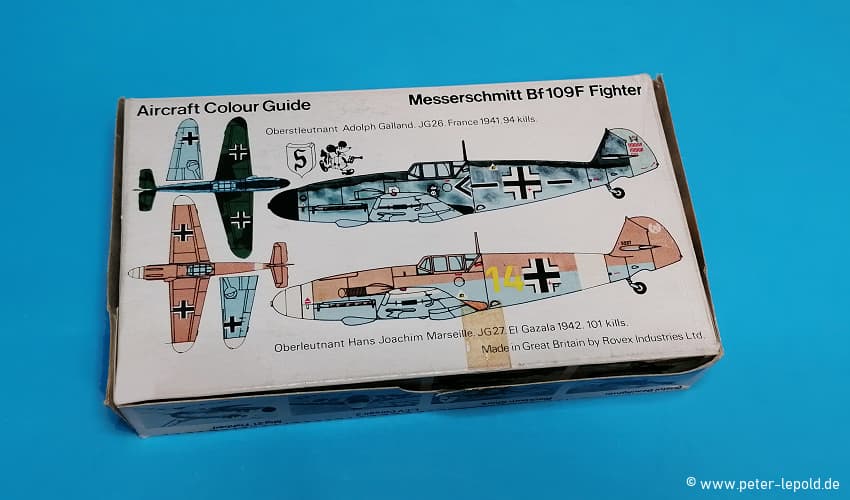 Aircraft Colour Guide
Messerschmitt Bf109F Fighter
Oberstleutnant Adolph Galland. JG26. France 1941. 94 kills.
S
14
Oberleutnant Hans Joachim Marseille. JG27. El Gazala 1942. 101 kills.
Made in Great Britain by Rovex Industries Ltd.
© www.peter-lepold.de